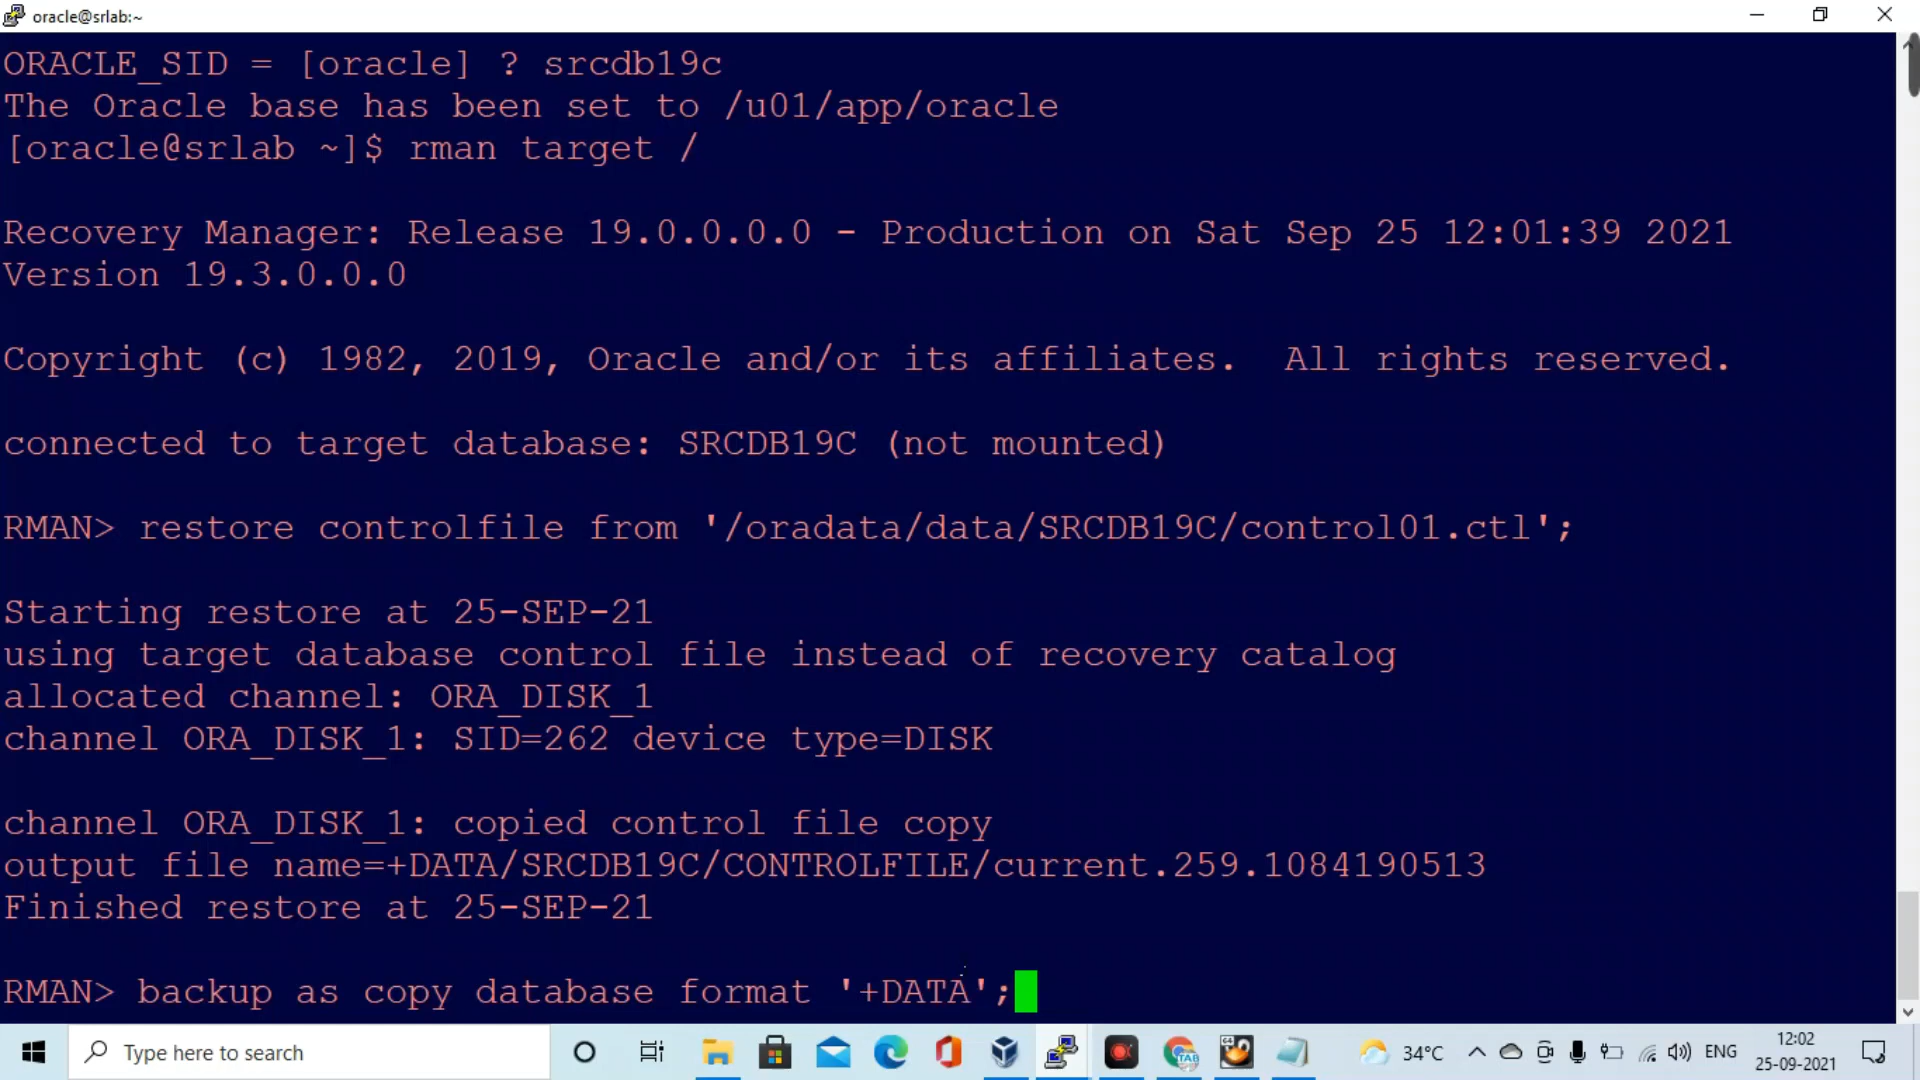 oracle@srlab:~
ORACLE_SID = [oracle] ? srcdb19c
The Oracle base has been set to /u01/app/oracle
[oracle@srlab ~]$ rman target /
Recovery Manager: Release 19.0.0.0.0 - Production on Sat Sep 25 12:01:39 2021
Version 19.3.0.0.0
Copyright (c) 1982, 2019, Oracle and/or its affiliates.  All rights reserved.
connected to target database: SRCDB19C (not mounted)
RMAN> restore controlfile from '/oradata/data/SRCDB19C/control01.ctl';
Starting restore at 25-SEP-21
using target database control file instead of recovery catalog
allocated channel: ORA_DISK_1
channel ORA_DISK_1: SID=262 device type=DISK
channel ORA_DISK_1: copied control file copy
output file name=+DATA/SRCDB19C/CONTROLFILE/current.259.1084190513
Finished restore at 25-SEP-21
RMAN> backup as copy database format '+DATA';
Type here to search
TAB
64
34°C
ENG
12:02
25-09-2021